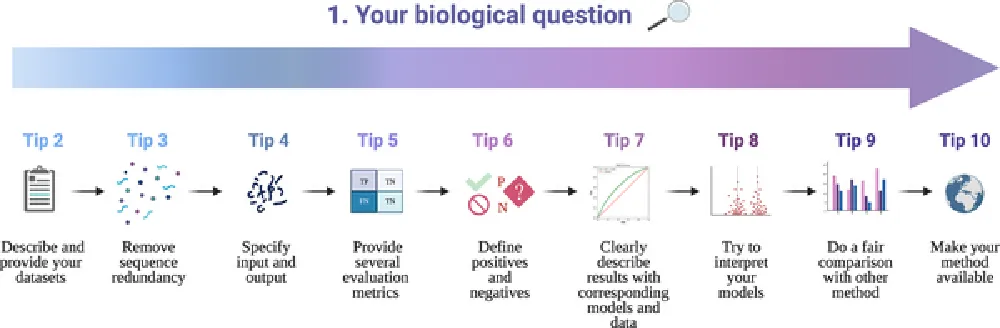 1. Your biological question
Tip 2
Tip 3
Tip 4
Tip 5
Tip 6
Tip 7
Tip 8
Tip 9
Tip 10
TP TN
FN TN
P
?
N
Describe and
provide your
datasets
Remove
sequence
redundancy
Specify
input and
output
Provide
several
evaluation
metrics
Define
positives
and
negatives
Clearly
describe
results with
corresponding
models and
data
Try to
interpret
your
models
Do a fair
comparison
with other
method
Make your
method
available